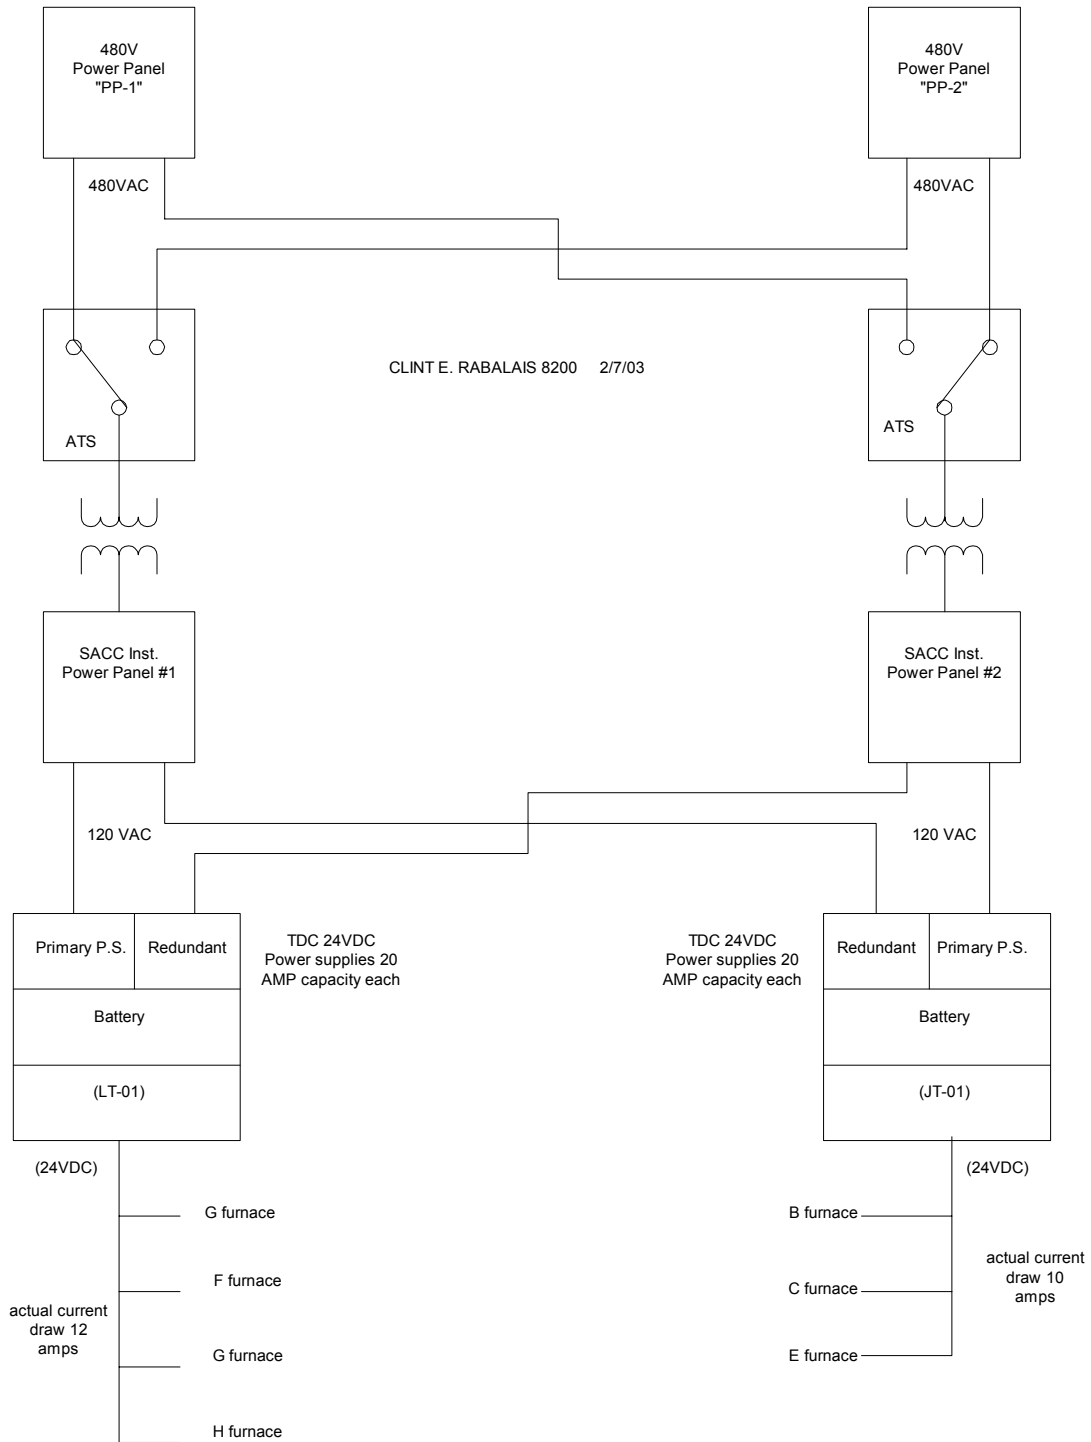 480V
Power Panel
"PP-1"
480V
Power Panel
"PP-2"
480VAC
480VAC
CLINT E. RABALAIS 8200 2/7/03
ATS
ATS
SACC Inst.
Power Panel #1
SACC Inst.
Power Panel #2
120 VAC
120 VAC
Primary P.S.
Redundant
TDC 24VDC
Power supplies 20
AMP capacity each
TDC 24VDC
Power supplies 20
AMP capacity each
Redundant
Primary P.S.
Battery
Battery
(LT-01)
(JT-01)
(24VDC)
(24VDC)
G furnace
B furnace
F furnace
C furnace
actual current
draw 10
amps
actual current
draw 12
amps
G furnace
E furnace
H furnace